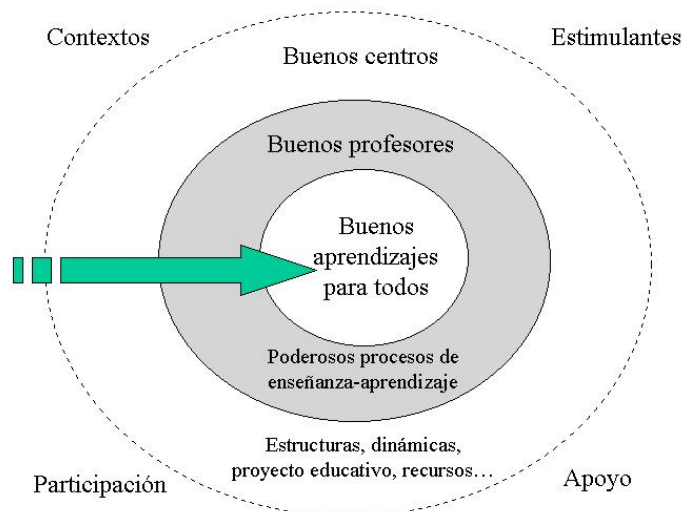 Contextos
Estimulantes
Buenos centros
Buenos profesores
Buenos
aprendizajes
para todos
Poderosos procesos de
enseñanza-aprendizaje
Estructuras, dinámicas,
proyecto educativo, recursos…
Participación
Apoyo